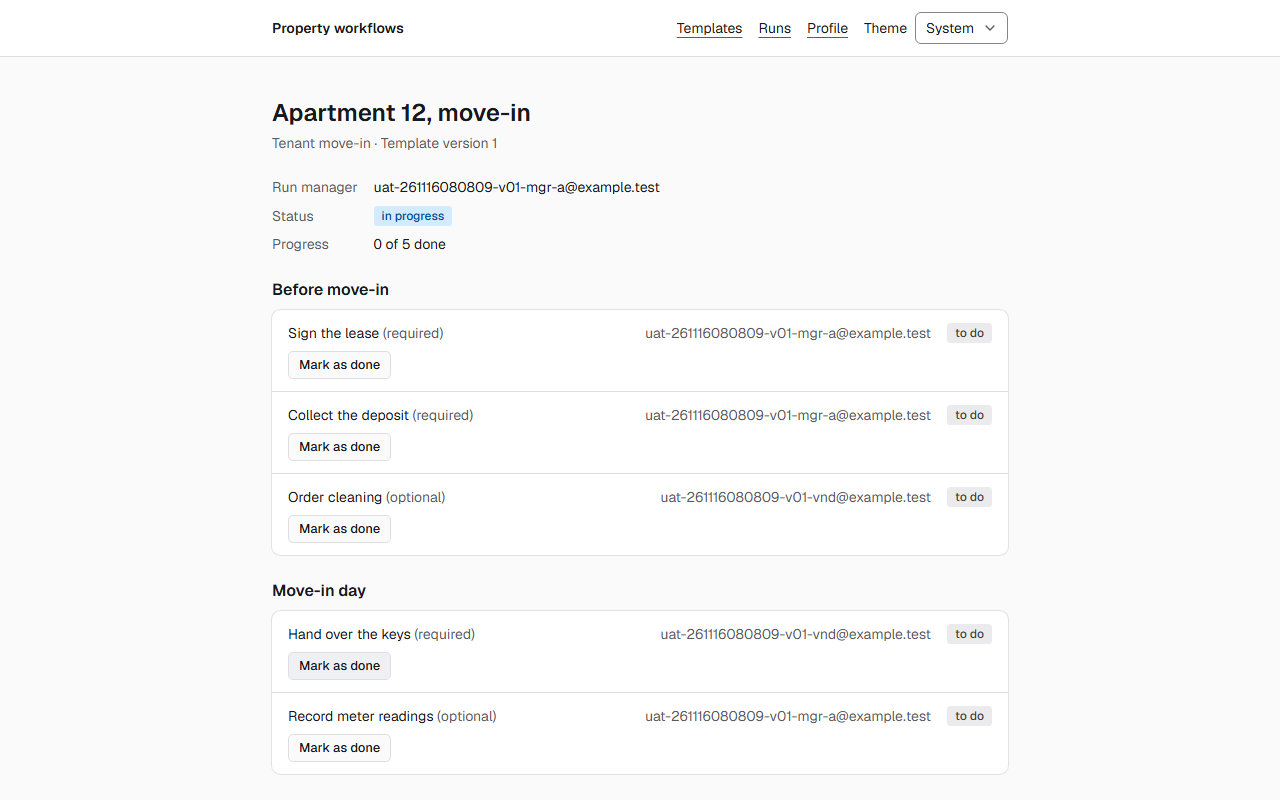 Property workflows Templates Runs Profile Theme System
Apartment 12, move-in
Tenant move-in · Template version 1
Run manager uat-261116080809-v01-mgr-a@example.test
Status in progress
Progress 0 of 5 done
Before move-in
Sign the lease (required) uat-261116080809-v01-mgr-a@example.test to do
Mark as done
Collect the deposit (required) uat-261116080809-v01-mgr-a@example.test to do
Mark as done
Order cleaning (optional) uat-261116080809-v01-vnd@example.test to do
Mark as done
Move-in day
Hand over the keys (required) uat-261116080809-v01-vnd@example.test to do
Mark as done
Record meter readings (optional) uat-261116080809-v01-mgr-a@example.test to do
Mark as done